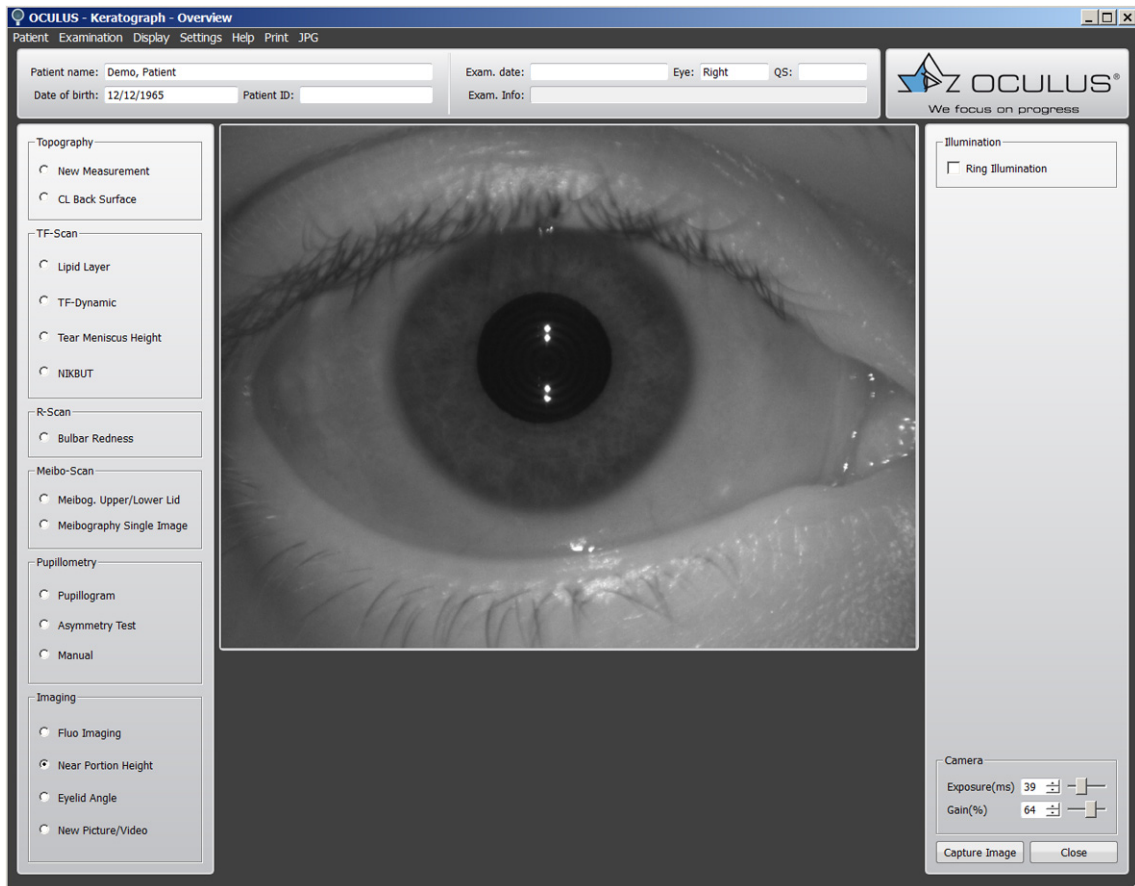 OCULUS - Keratograph - Overview
Patient Examination Display Settings Help Print JPG
Patient name: Demo, Patient
Date of birth: 12/12/1965 Patient ID:
Exam. date: Eye: Right QS:
Exam. Info:
OCULUS®
We focus on progress
Topography
New Measurement
CL Back Surface
TF-Scan
Lipid Layer
TF-Dynamic
Tear Meniscus Height
NIKBUT
R-Scan
Bulbar Redness
Meibo-Scan
Meibog. Upper/Lower Lid
Meibography Single Image
Pupillometry
Pupillogram
Asymmetry Test
Manual
Imaging
Fluo Imaging
Near Portion Height
Eyelid Angle
New Picture/Video
Illumination
Ring Illumination
Camera
Exposure(ms) 39
Gain(%) 64
Capture Image Close